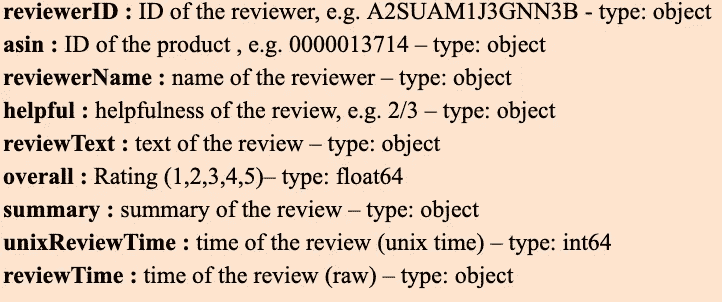 reviewerID : ID of the reviewer, e.g. A2SUAM1J3GNN3B - type: object
asin : ID of the product , e.g. 0000013714 – type: object
reviewerName : name of the reviewer – type: object
helpful : helpfulness of the review, e.g. 2/3 – type: object
reviewText : text of the review – type: object
overall : Rating (1,2,3,4,5)– type: float64
summary : summary of the review – type: object
unixReviewTime : time of the review (unix time) – type: int64
reviewTime : time of the review (raw) – type: object